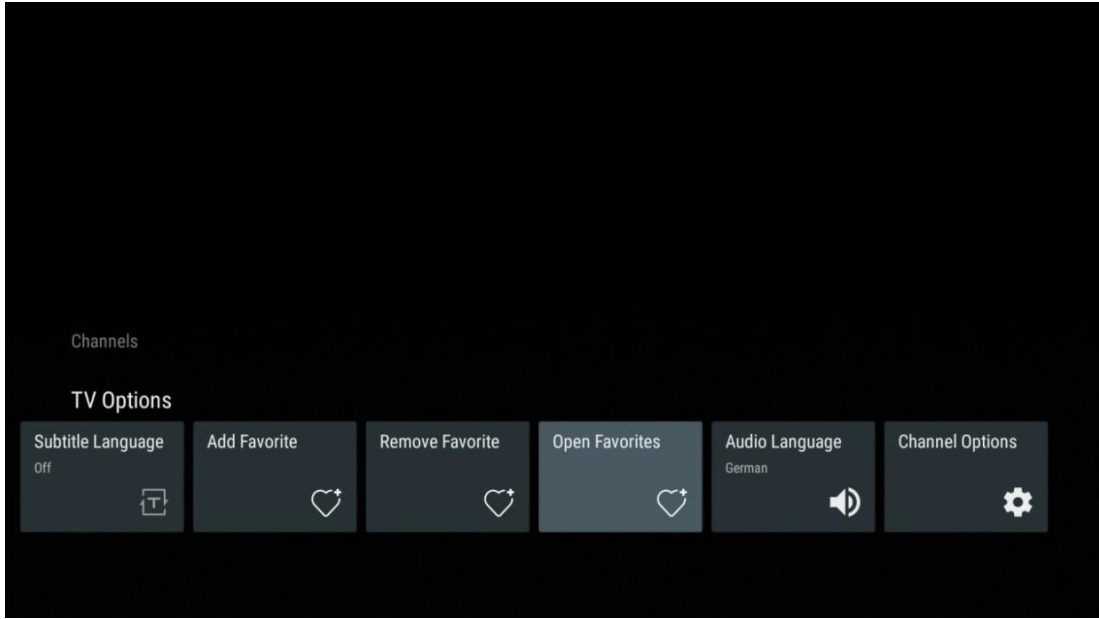 Channels
TV Options
Subtitle Language
Off
Add Favorite
Remove Favorite
Open Favorites
Audio Language
German
Channel Options